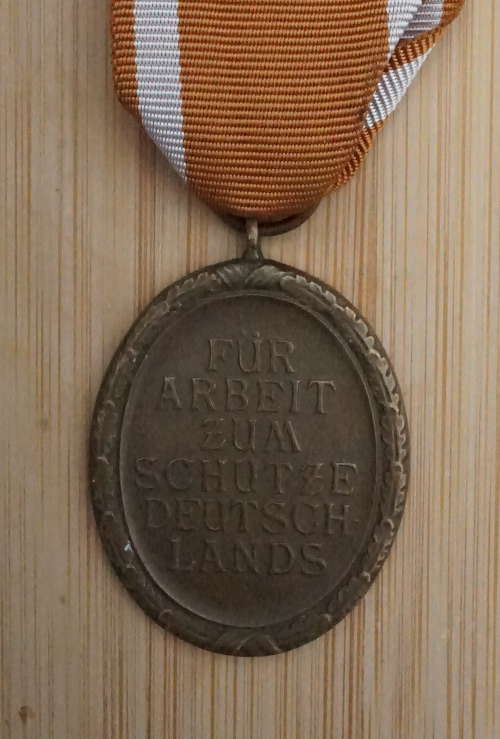 FÜR
ARBEIT
ZUM
SCHUTZE
DEUTSCH-
LANDS